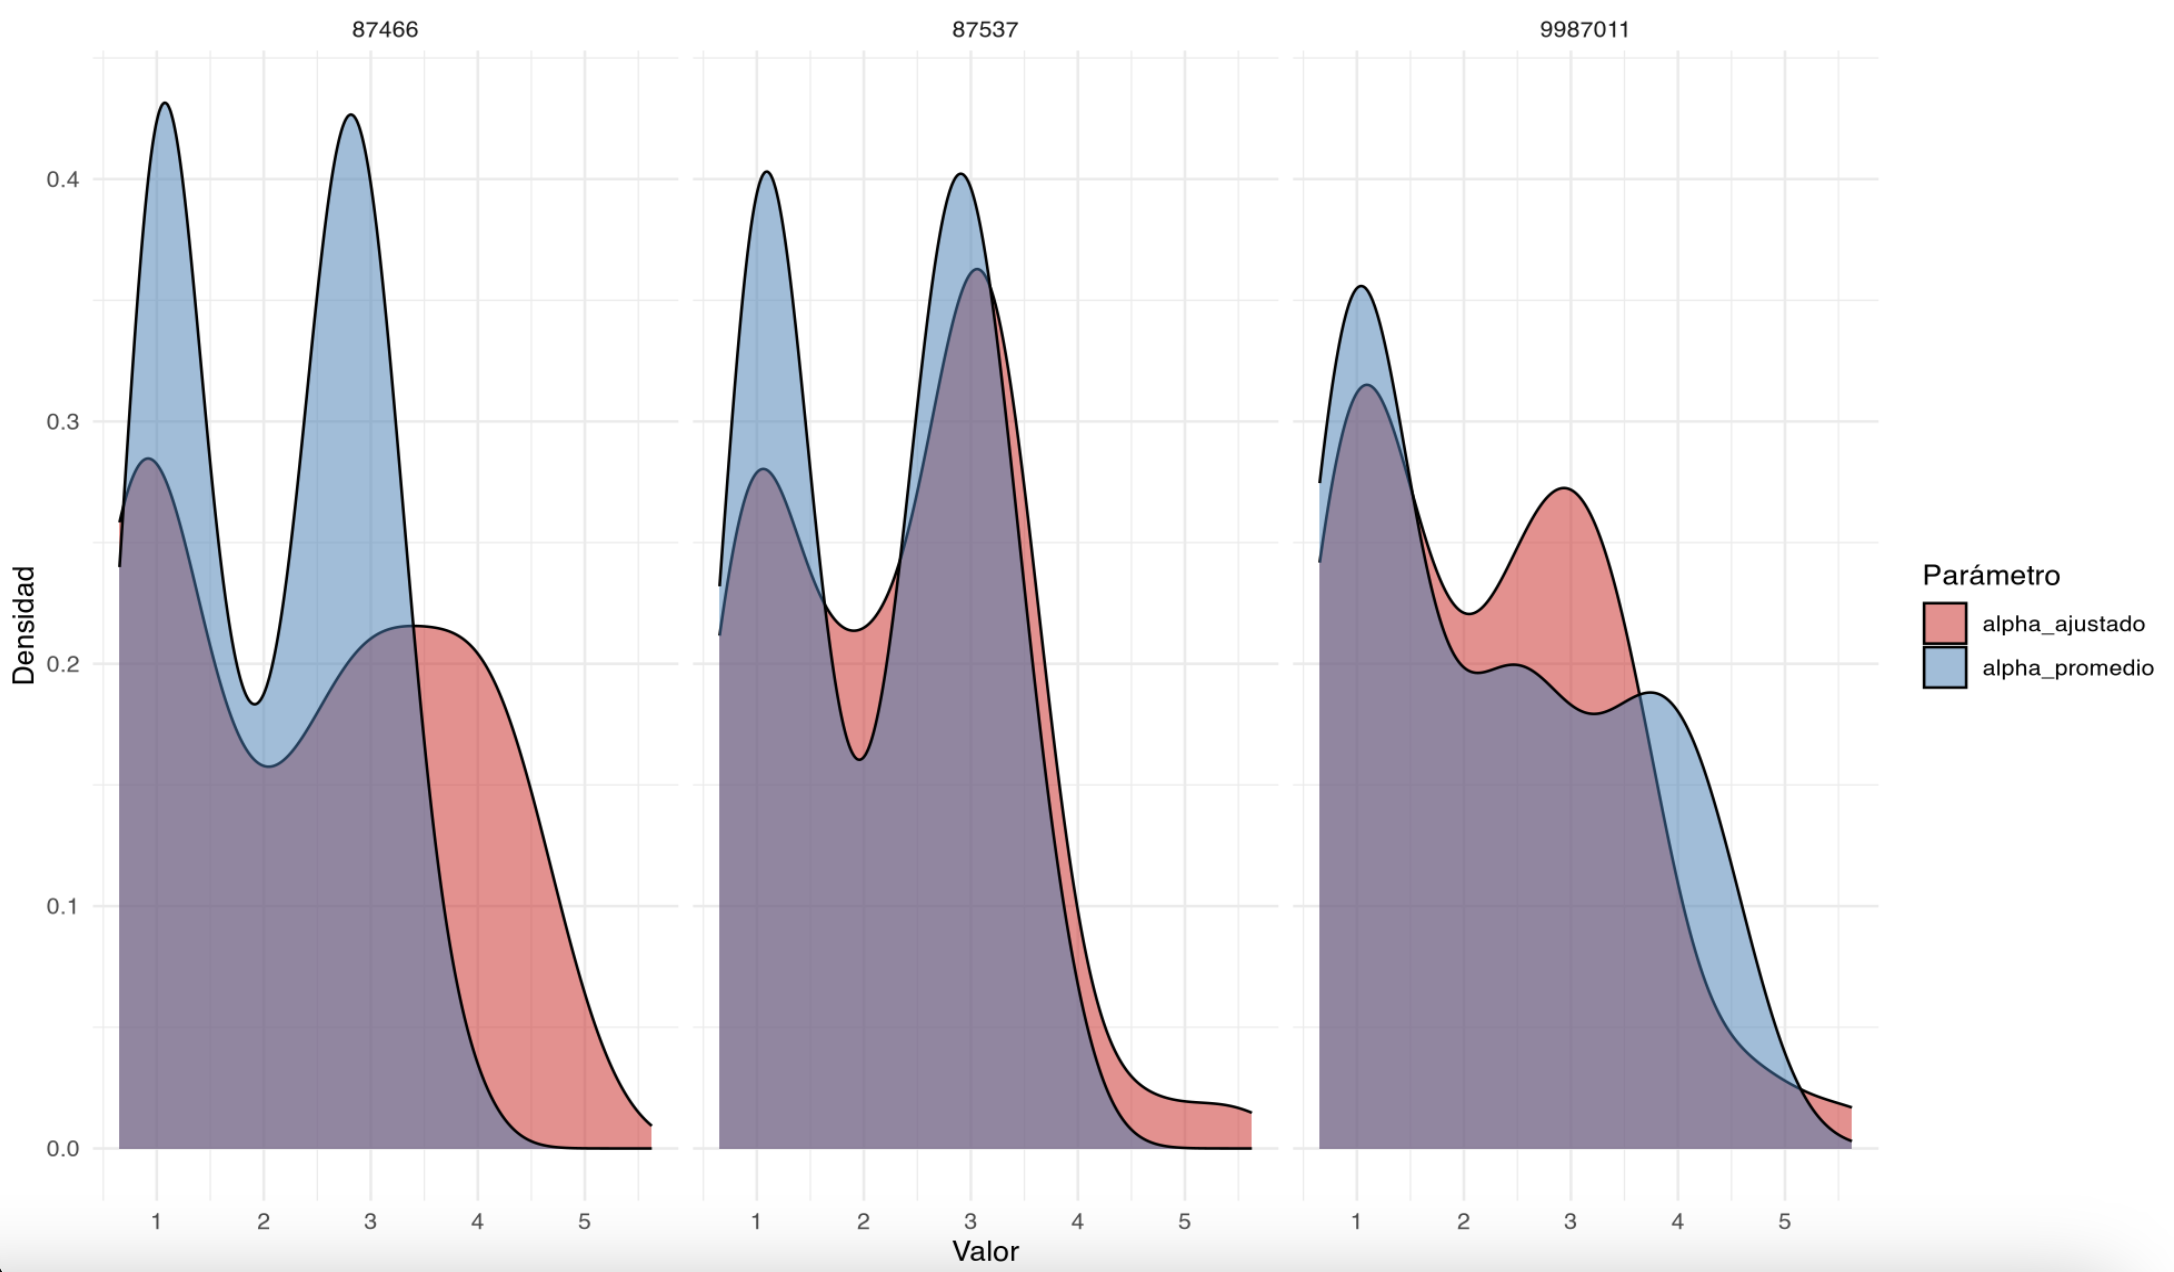 87466 87537 9987011
Densidad
0.4
0.3
0.2
0.1
0.0
1 2 3 4 5 1 2 3 4 5 1 2 3 4 5
Valor
Parámetro
alpha_ajustado
alpha_promedio